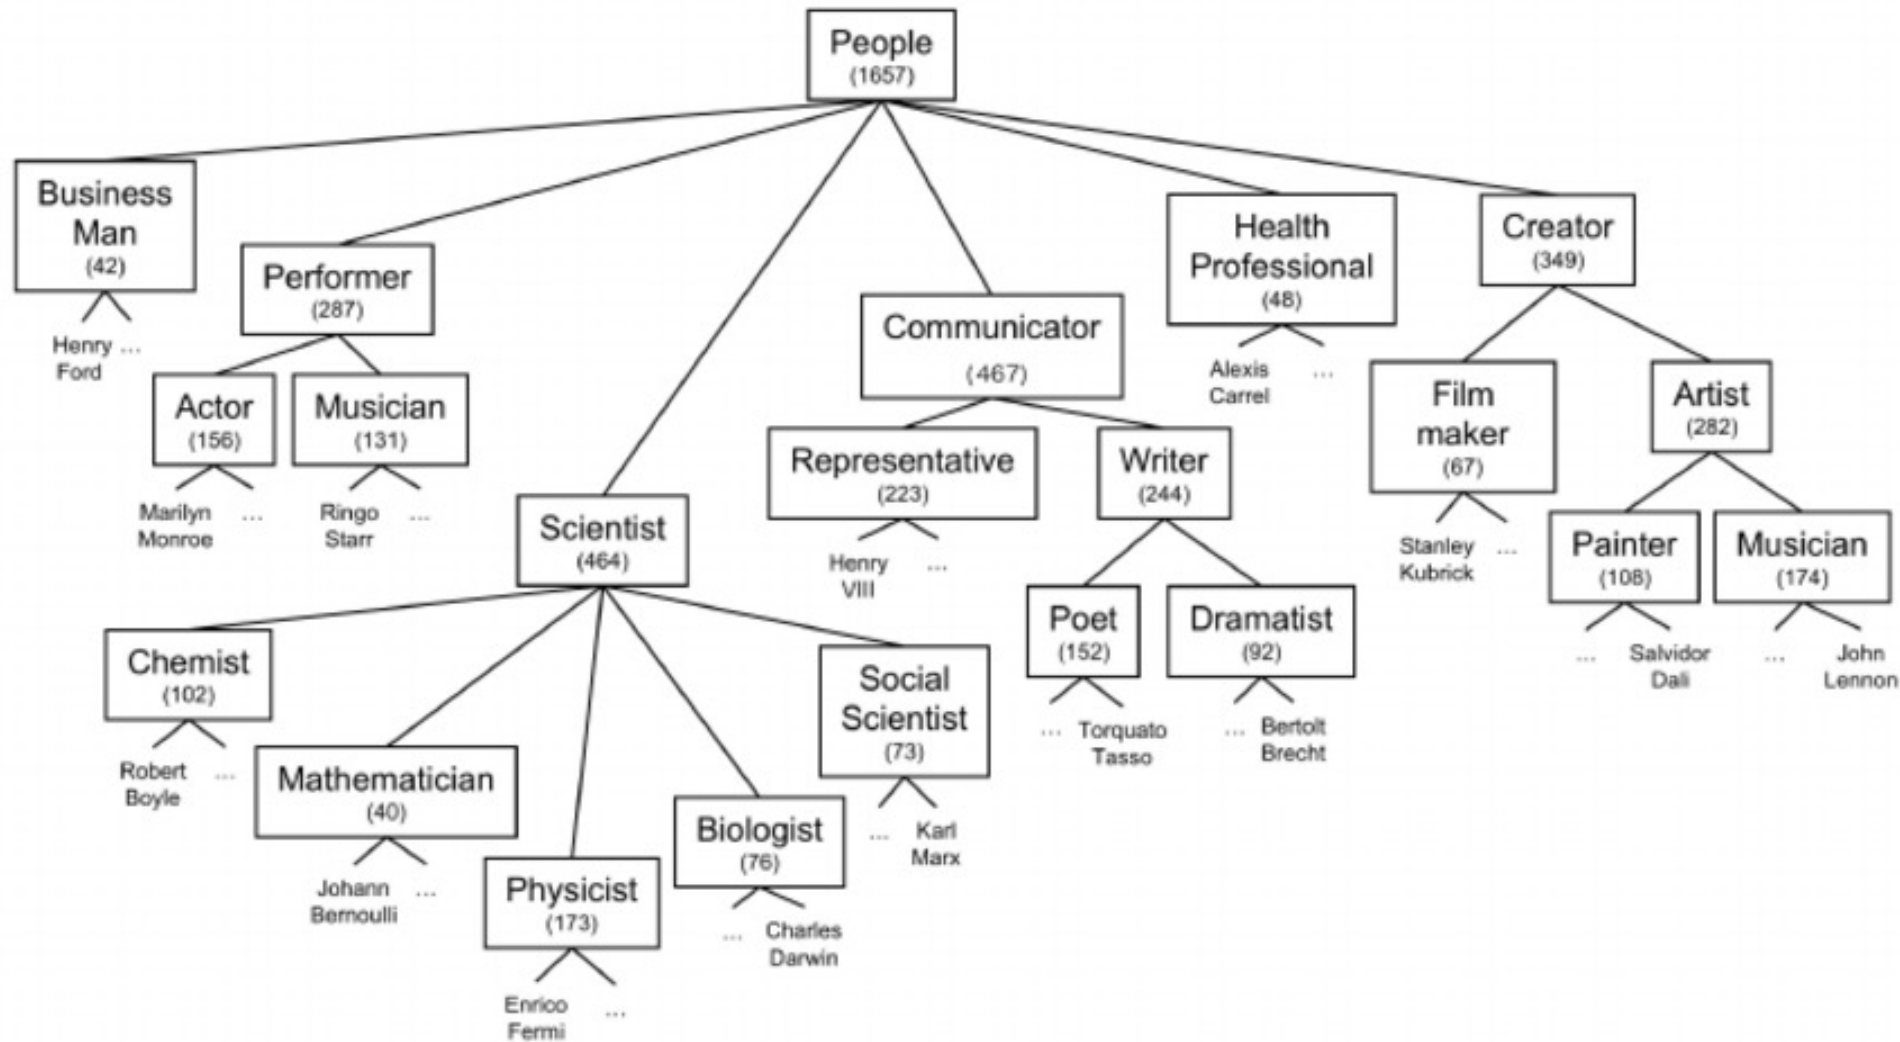 People
(1657)
Business
Man
(42)
Henry ...
Ford
Performer
(287)
Actor
(156)
Marilyn ...
Monroe
Musician
(131)
Ringo ...
Starr
Scientist
(464)
Chemist
(102)
Robert ...
Boyle
Mathematician
(40)
Johann ...
Bernoulli
Physicist
(173)
Enrico ...
Fermi
Biologist
(76)
... Charles
Darwin
Social
Scientist
(73)
... Karl
Marx
Communicator
(467)
Representative
(223)
Henry ...
VIII
Writer
(244)
Poet
(152)
... Torquato
Tasso
Dramatist
(92)
... Bertolt
Brecht
Health
Professional
(48)
Alexis ...
Carrel
Creator
(349)
Film
maker
(67)
Stanley ...
Kubrick
Artist
(282)
Painter
(108)
... Salvidor
Dali
Musician
(174)
... John
Lennon